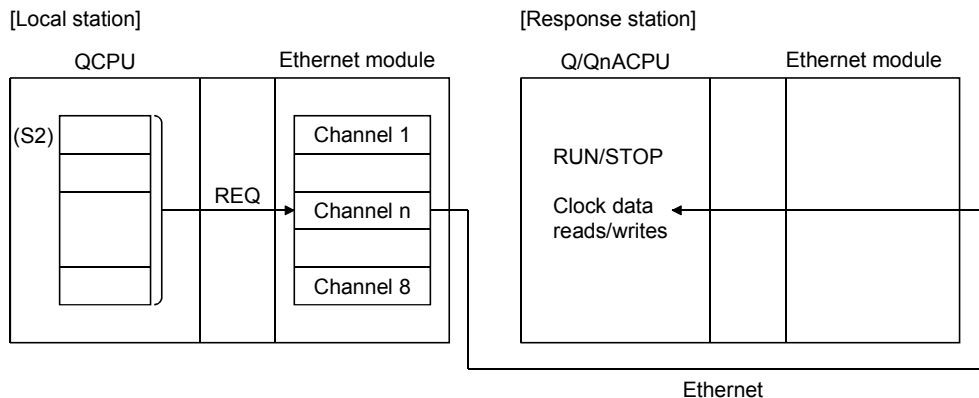 [Local station]
QCPU
Ethernet module
(S2)
REQ
Channel 1
Channel n
Channel 8
[Response station]
Q/QnACPU
Ethernet module
RUN/STOP
Clock data
reads/writes
Ethernet